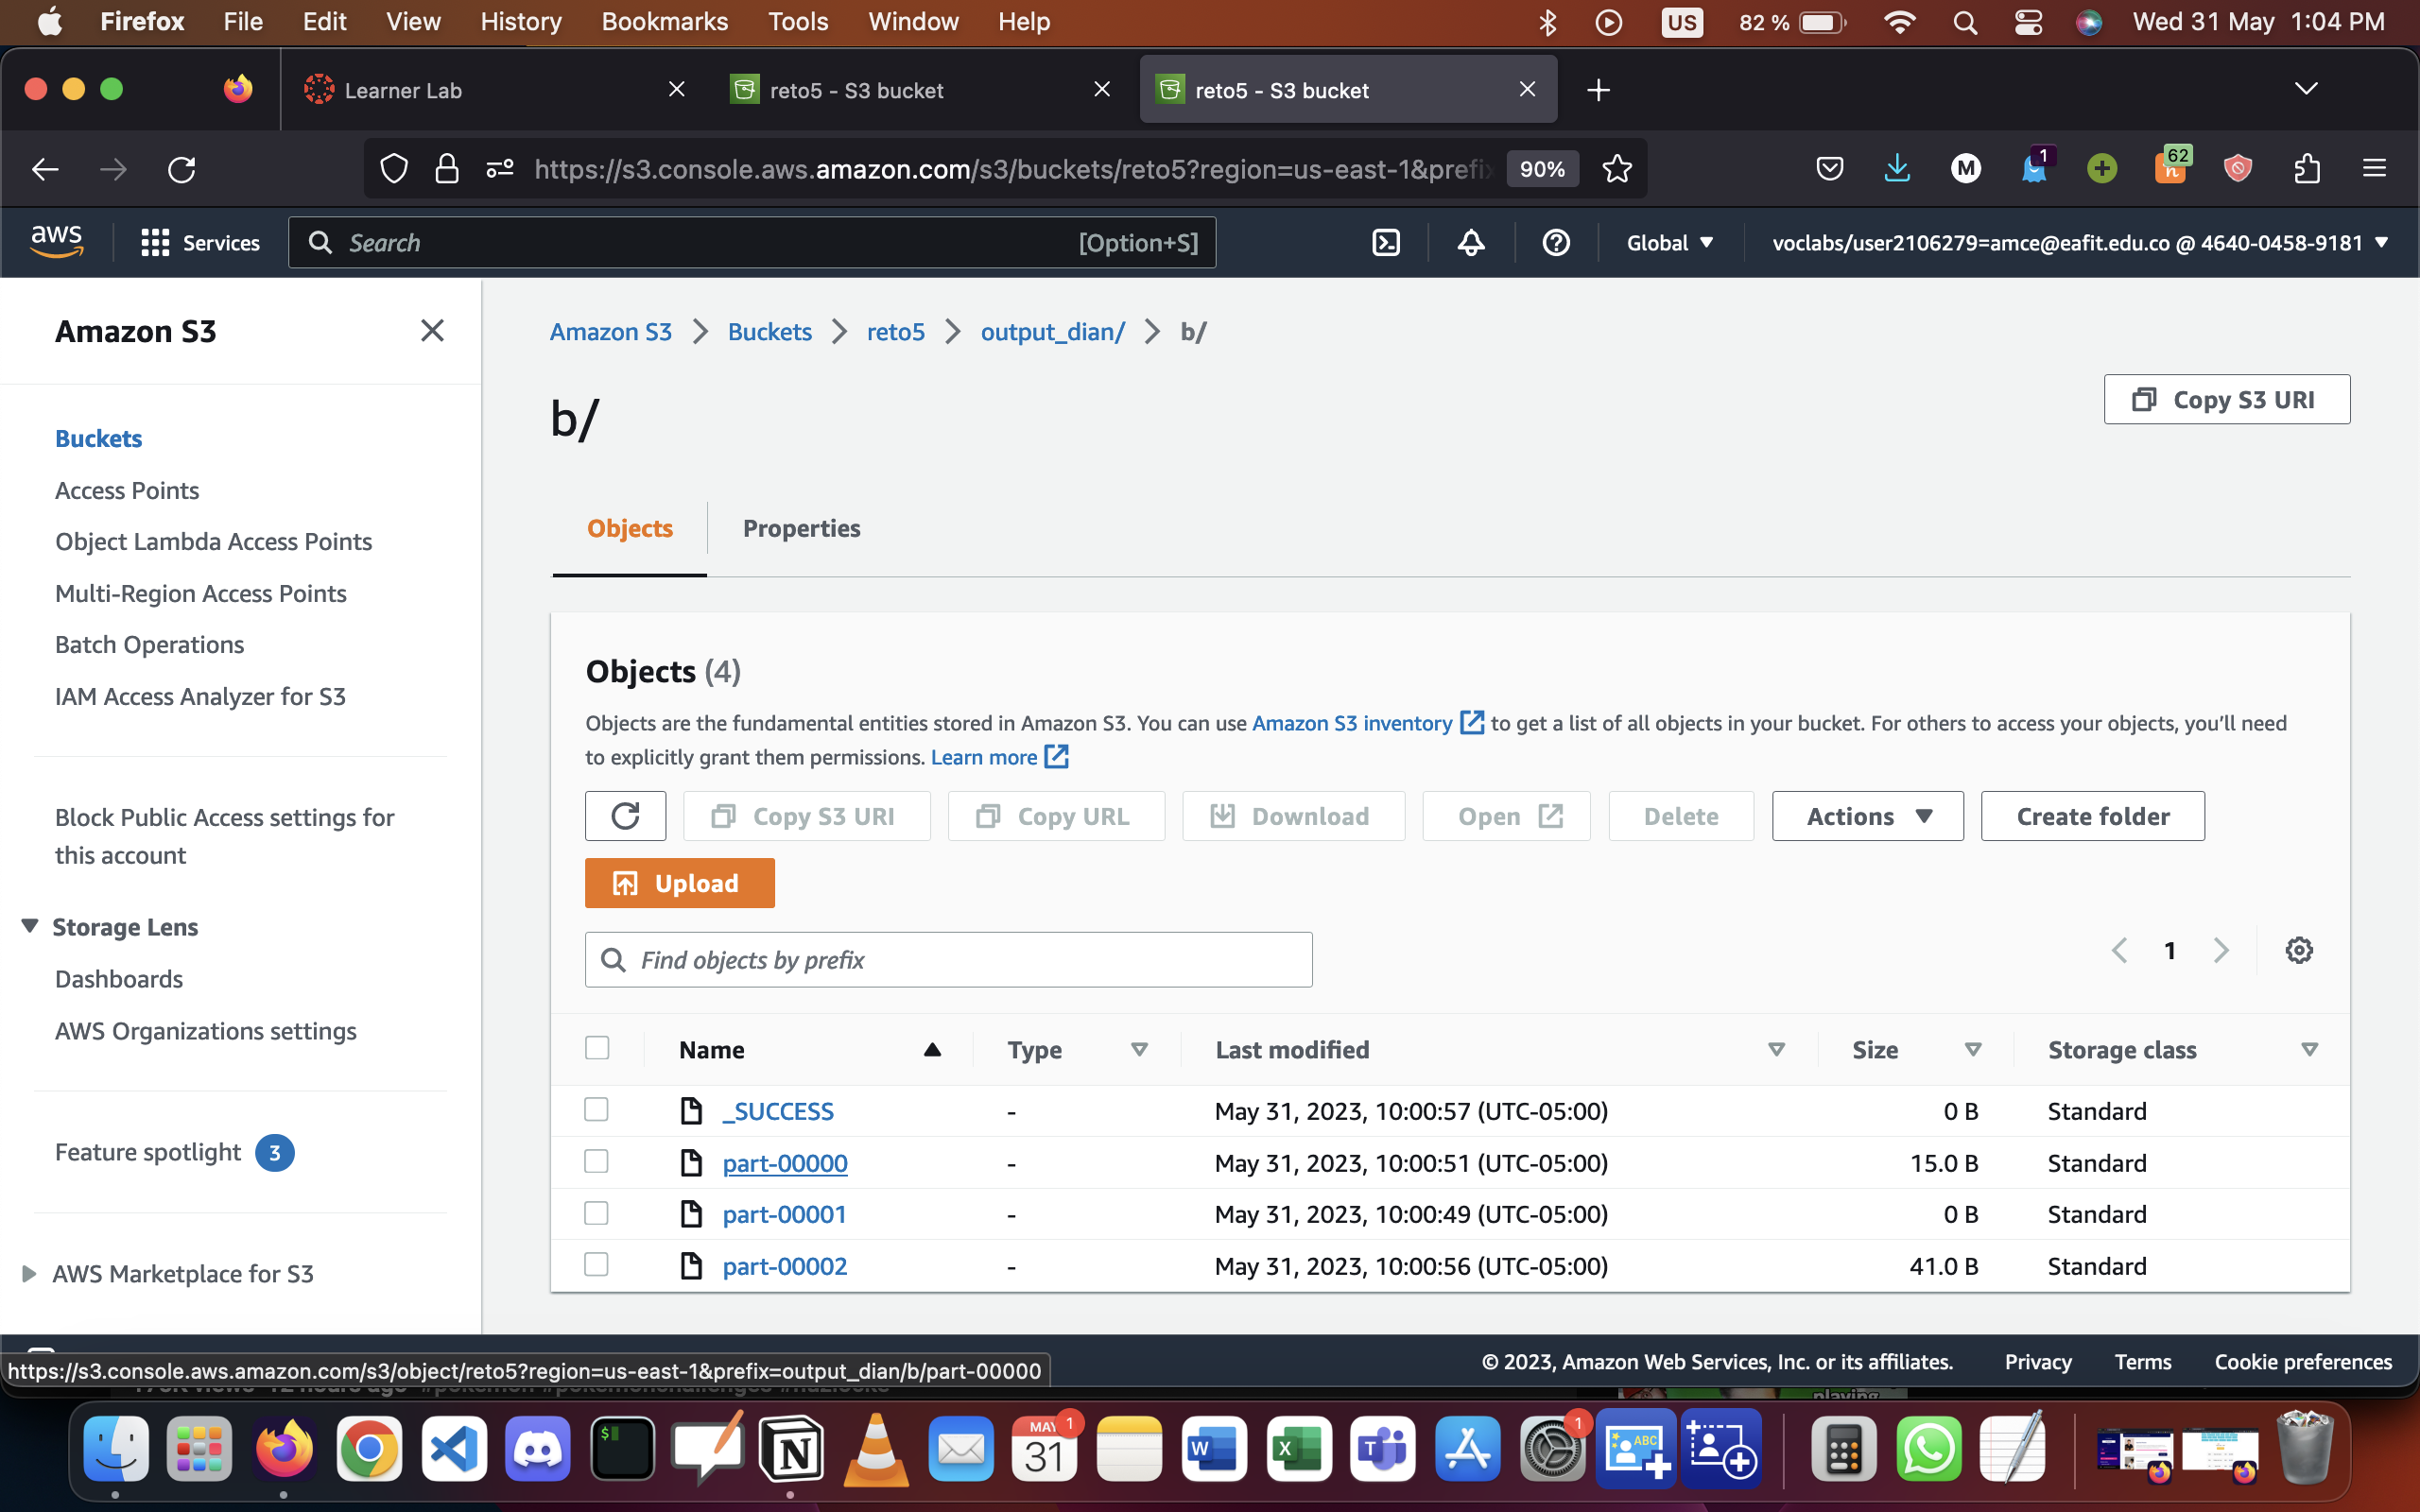 Firefox File Edit View History Bookmarks Tools Window Help US 82 % Wed 31 May 1:04 PM
Learner Lab reto5 - S3 bucket reto5 - S3 bucket
https://s3.console.aws.amazon.com/s3/buckets/reto5?region=us-east-1&prefix 90% M 1 62 n
aws Services Search [Option+S] Global voclabs/user2106279=amce@eafit.edu.co @ 4640-0458-9181
Amazon S3
Buckets
Access Points
Object Lambda Access Points
Multi-Region Access Points
Batch Operations
IAM Access Analyzer for S3
Block Public Access settings for
this account
Storage Lens
Dashboards
AWS Organizations settings
Feature spotlight 3
AWS Marketplace for S3
Amazon S3 Buckets reto5 output_dian/ b/
b/
Copy S3 URI
Objects Properties
Objects (4)
Objects are the fundamental entities stored in Amazon S3. You can use Amazon S3 inventory to get a list of all objects in your bucket. For others to access your objects, you'll need
to explicitly grant them permissions. Learn more
Copy S3 URI Copy URL Download Open Delete Actions Create folder
Upload
Find objects by prefix 1
Name Type Last modified Size Storage class
_SUCCESS - May 31, 2023, 10:00:57 (UTC-05:00) 0 B Standard
part-00000 - May 31, 2023, 10:00:51 (UTC-05:00) 15.0 B Standard
part-00001 - May 31, 2023, 10:00:49 (UTC-05:00) 0 B Standard
part-00002 - May 31, 2023, 10:00:56 (UTC-05:00) 41.0 B Standard
https://s3.console.aws.amazon.com/s3/object/reto5?region=us-east-1&prefix=output_dian/b/part-00000
© 2023, Amazon Web Services, Inc. or its affiliates. Privacy Terms Cookie preferences
playing
$ N MAY 31 1 W X T 1 ABC